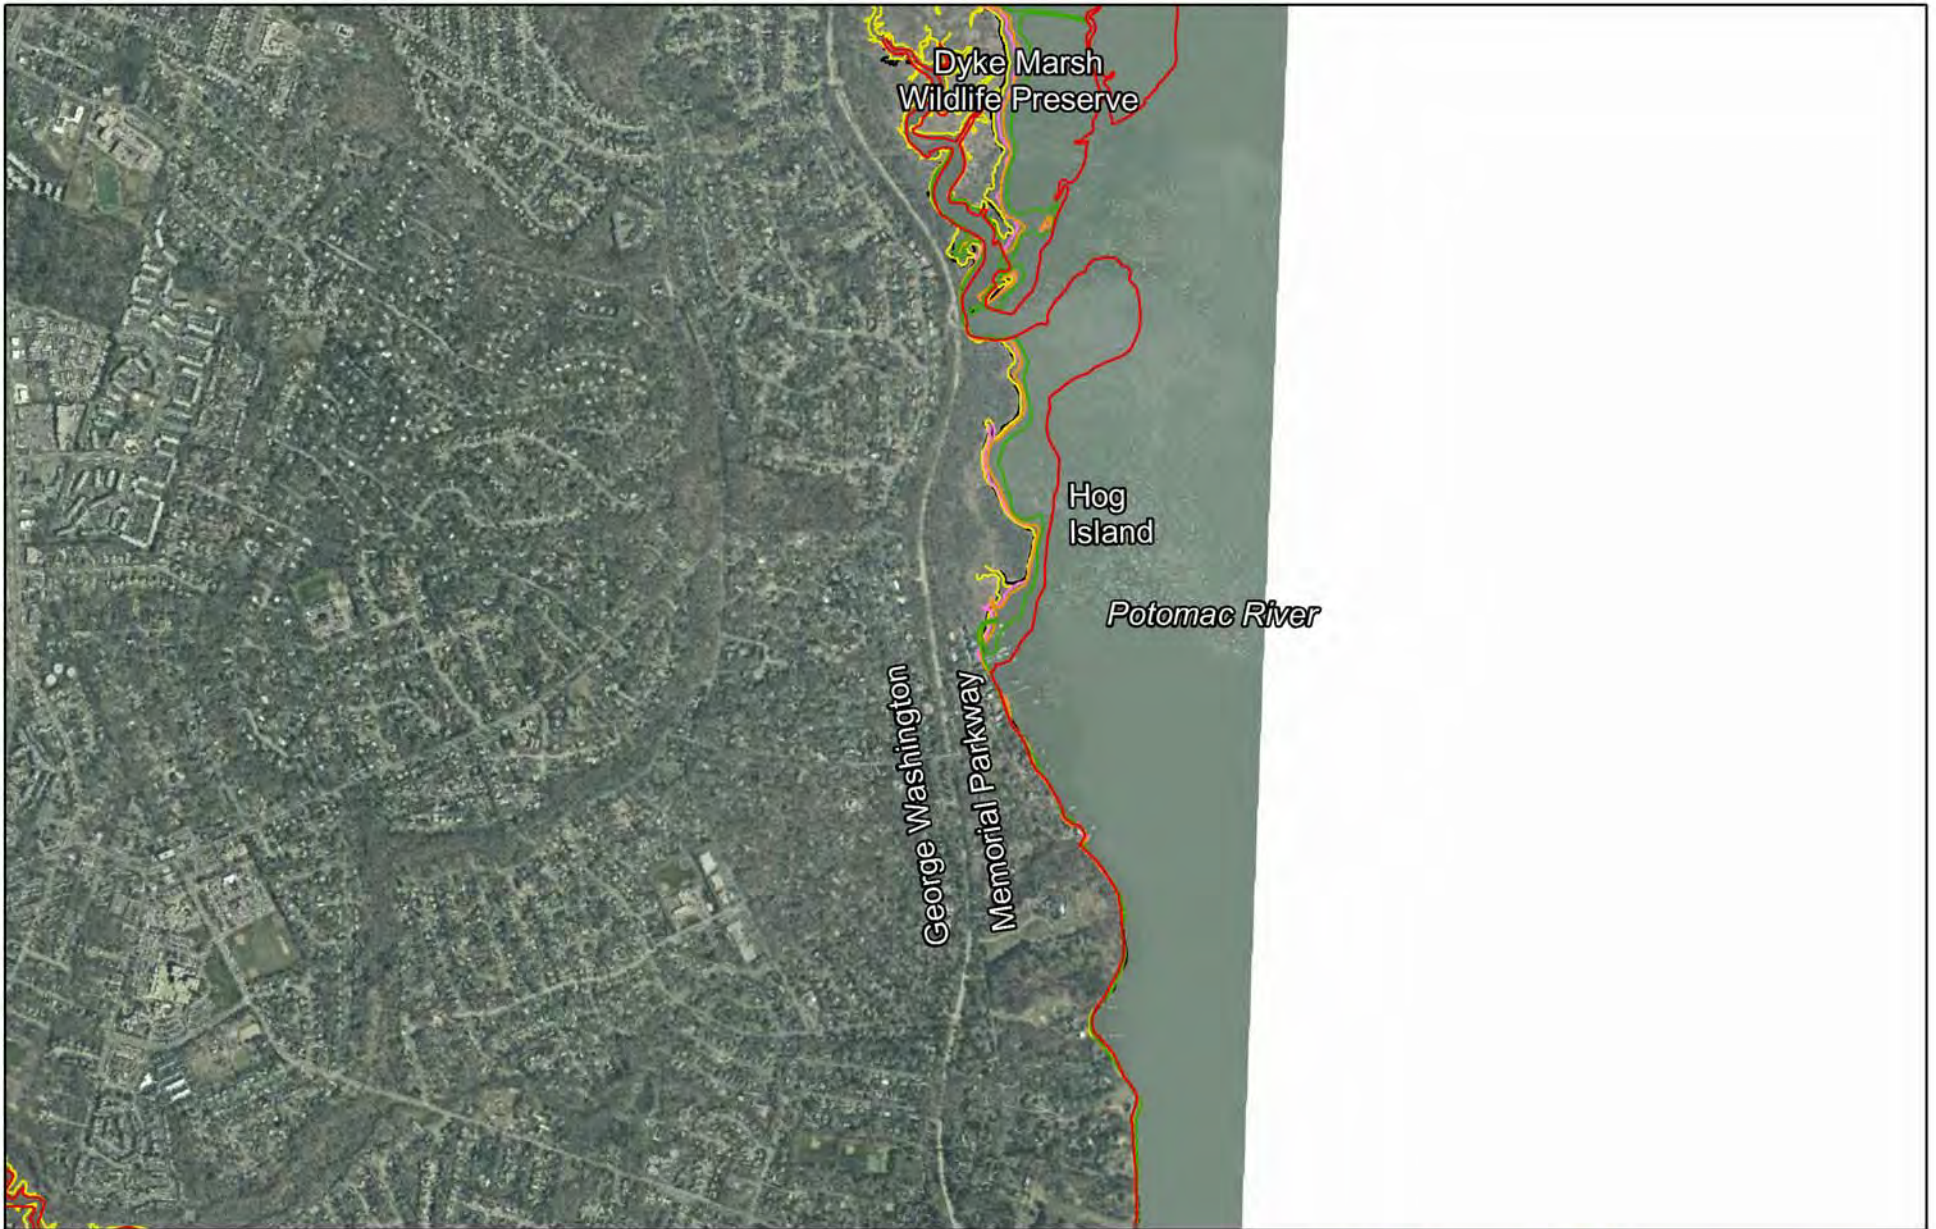 Dyke Marsh
Wildlife Preserve
Hog
Island
Potomac River
George Washington
Memorial Parkway